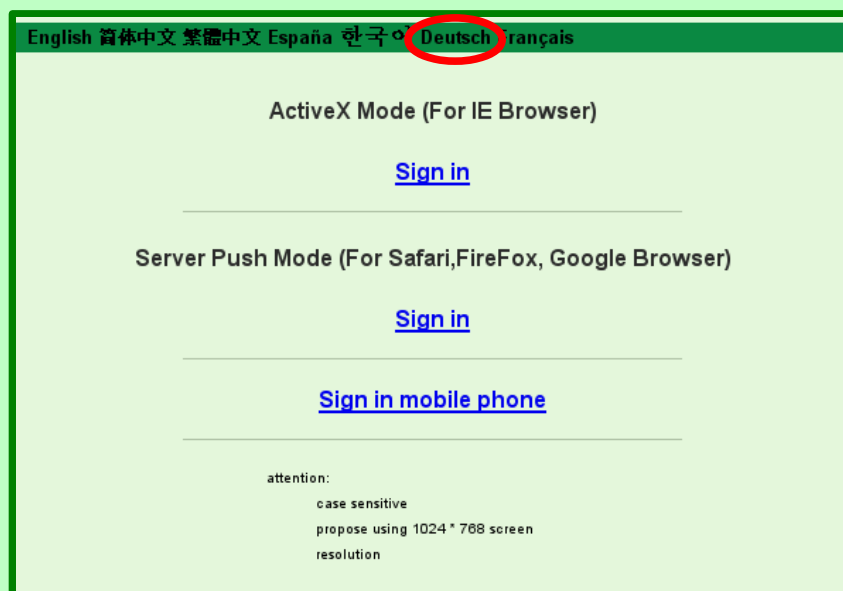 English 简体中文 繁體中文 España 한국어 Deutsch Français
ActiveX Mode (For IE Browser)
Sign in
Server Push Mode (For Safari,FireFox, Google Browser)
Sign in
Sign in mobile phone
attention:
case sensitive
propose using 1024 * 768 screen
resolution